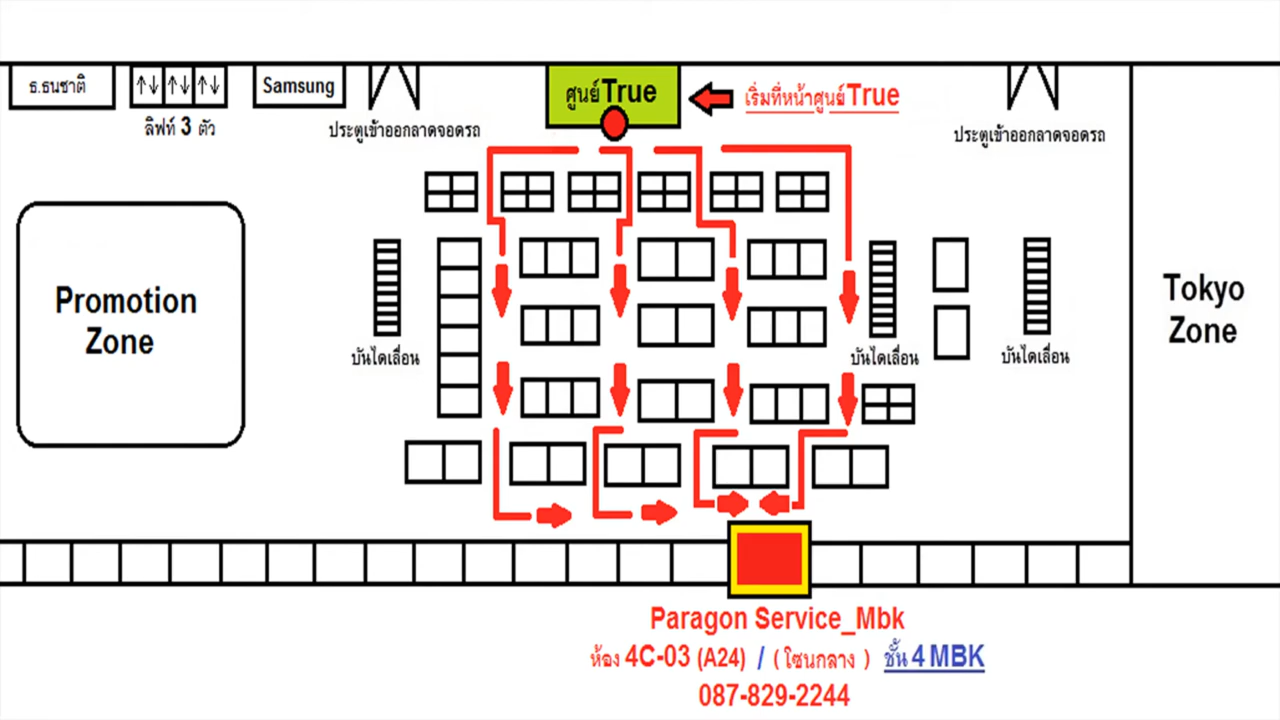 ธ.ธนชาติ
Samsung
ศูนย์True
เริ่มที่หน้าศูนย์True
ลิฟท์ 3 ตัว
ประตูเข้าออกลาดจอดรถ
ประตูเข้าออกลาดจอดรถ
Promotion
Zone
Tokyo
Zone
บันไดเลื่อน
บันไดเลื่อน
บันไดเลื่อน
Paragon Service_Mbk
ห้อง 4C-03 (A24) / ( โซนกลาง ) ชั้น 4 MBK
087-829-2244